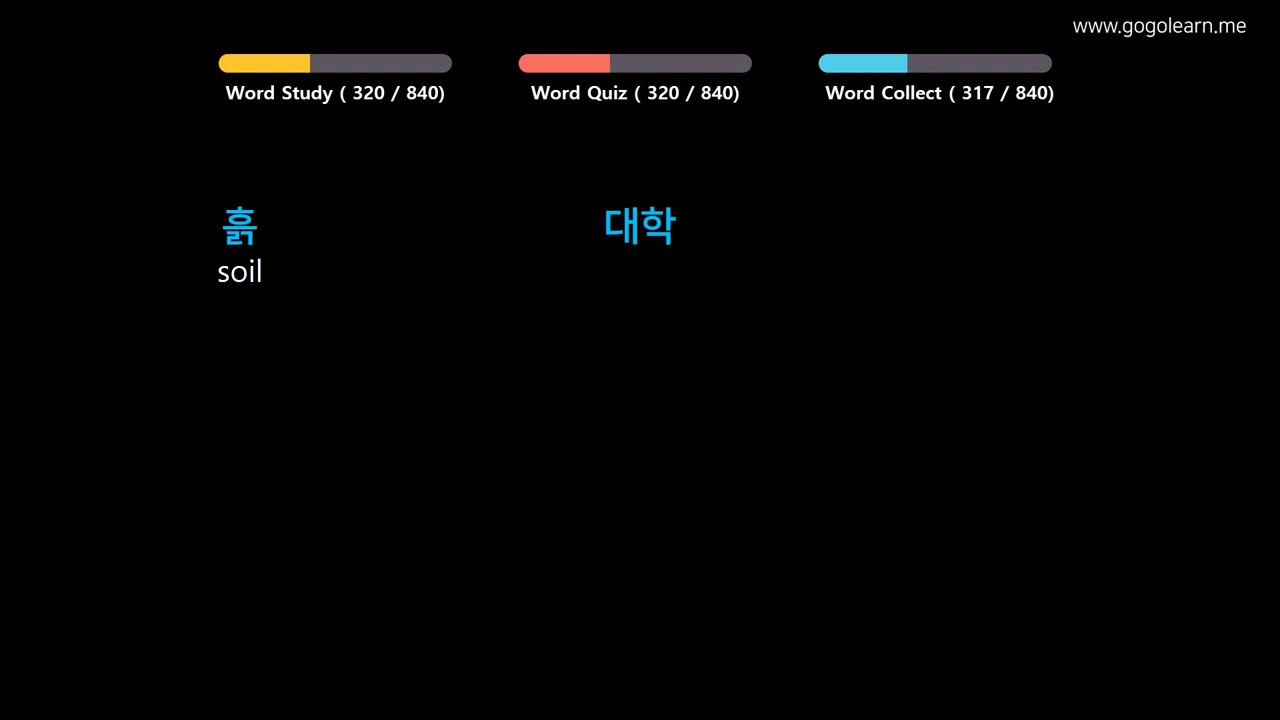 www.gogolearn.me
Word Study ( 320 / 840)
Word Quiz ( 320 / 840)
Word Collect ( 317 / 840)
흙
soil
대학